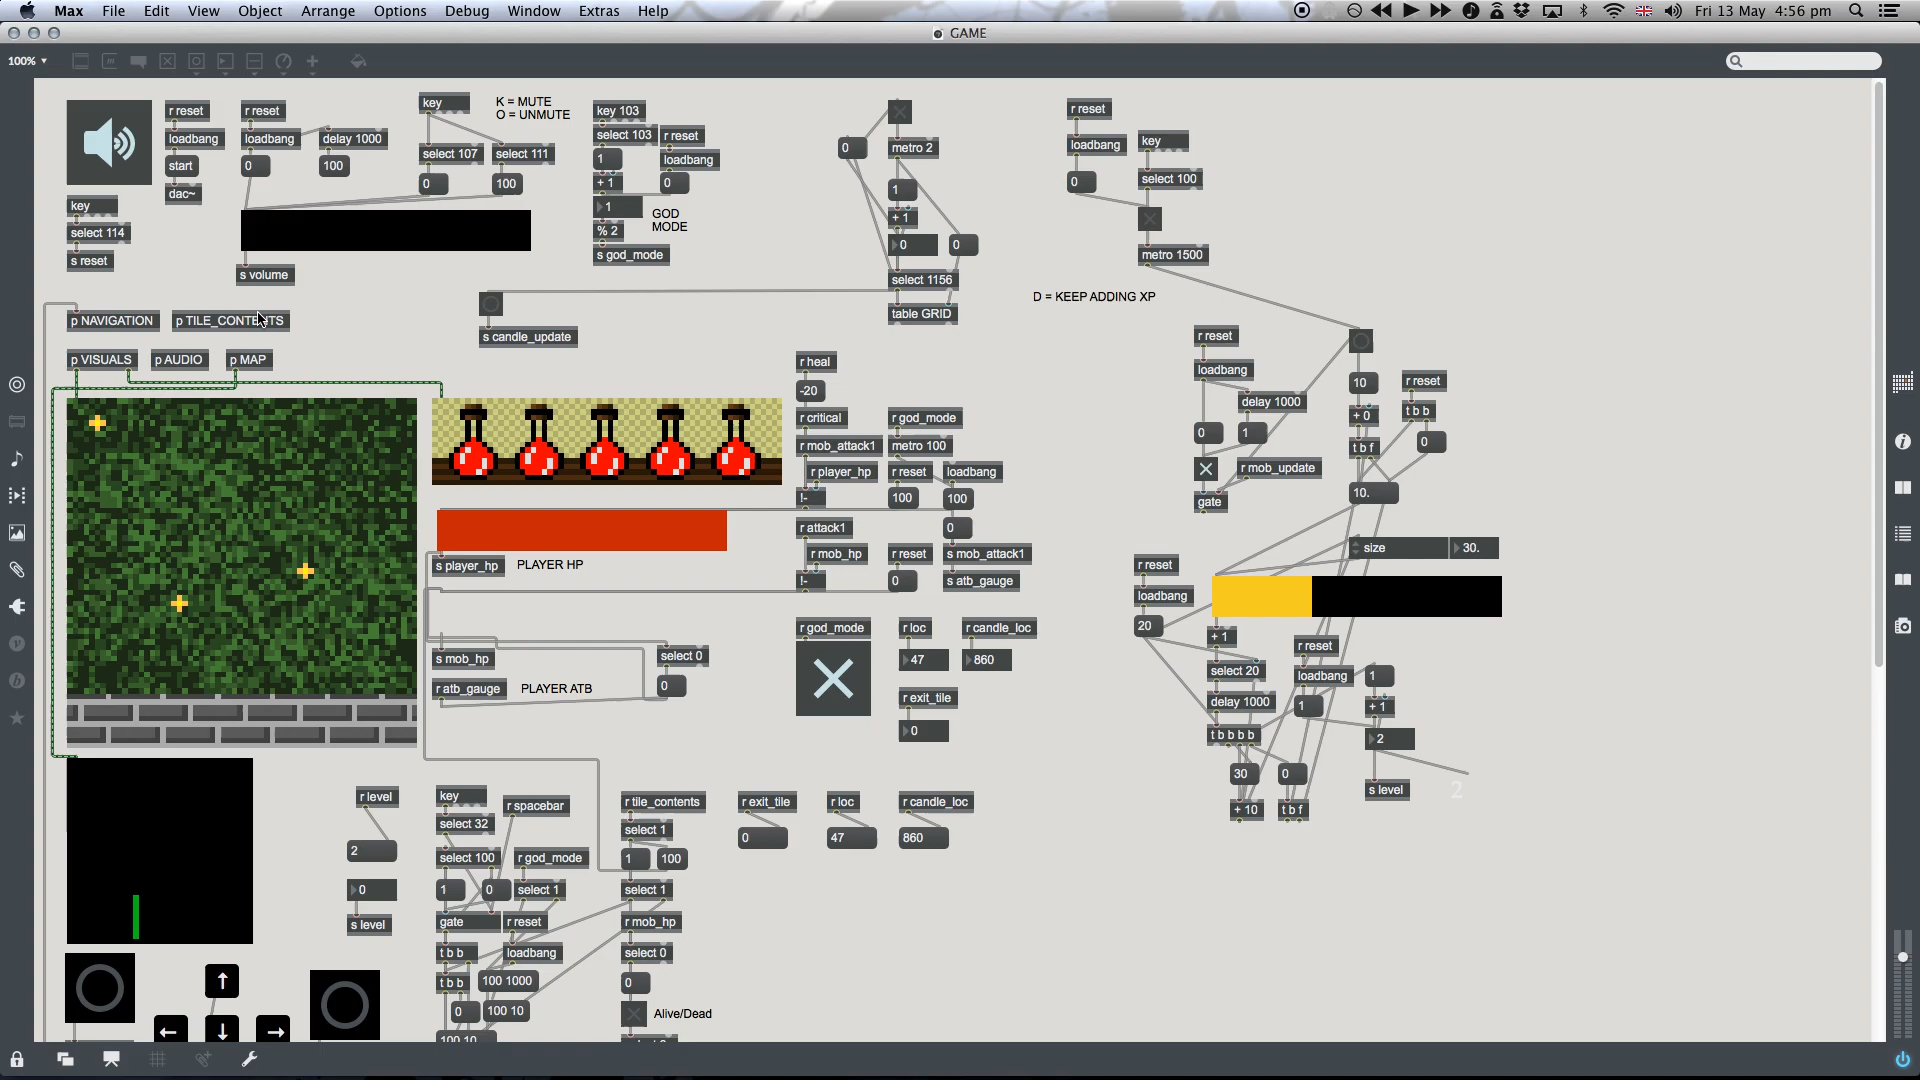 Max File Edit View Object Arrange Options Debug Window Extras Help Fri 13 May 4:56 pm
GAME
100%
r reset
loadbang
start
dac~
key
select 114
s reset
r reset
loadbang
delay 1000
0
100
s volume
key
K = MUTE
O = UNMUTE
select 107
select 111
0
100
key 103
select 103
r reset
1
loadbang
+ 1
0
1
GOD
MODE
% 2
s god_mode
0
metro 2
1
+ 1
0
0
select 1156
table GRID
s candle_update
r reset
loadbang
0
key
select 100
metro 1500
D = KEEP ADDING XP
p NAVIGATION
p TILE_CONTENTS
p VISUALS
p AUDIO
p MAP
r heal
-20
r critical
r god_mode
r mob_attack1
metro 100
r player_hp
r reset
loadbang
!-
100
100
r attack1
0
r mob_hp
r reset
s mob_attack1
!-
0
s atb_gauge
s player_hp
PLAYER HP
s mob_hp
select 0
r atb_gauge
PLAYER ATB
0
r god_mode
r loc
r candle_loc
47
860
r exit_tile
0
r reset
loadbang
delay 1000
0
1
r mob_update
gate
10
r reset
+ 0
t b b
t b f
0
10.
size
30.
r reset
loadbang
20
+ 1
select 20
delay 1000
t b b b b
30
0
+ 10
t b f
r reset
loadbang
1
1
+ 1
2
s level
2
r level
2
0
s level
key
r spacebar
select 32
select 100
r god_mode
1
0
select 1
gate
r reset
t b b
loadbang
t b b
100 1000
0
100 10
100 10
r tile_contents
select 1
1
100
select 1
r mob_hp
select 0
0
Alive/Dead
r exit_tile
r loc
r candle_loc
0
47
860